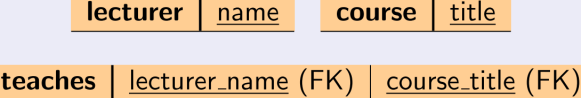 lecturer name course title
teaches lecturer_name (FK) course_title (FK)